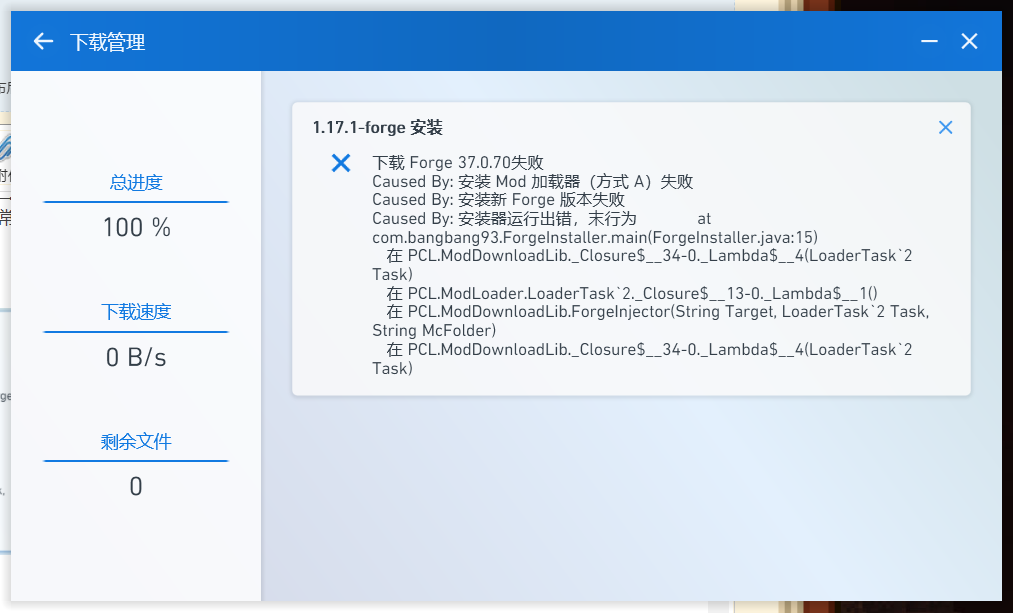 下载管理
总进度
100 %
下载速度
0 B/s
剩余文件
0
1.17.1-forge 安装
下载 Forge 37.0.70失败
Caused By: 安装 Mod 加载器（方式 A）失败
Caused By: 安装新 Forge 版本失败
Caused By: 安装器运行出错，末行为 at
com.bangbang93.ForgeInstaller.main(ForgeInstaller.java:15)
在 PCL.ModDownloadLib._Closure$__34-0._Lambda$__4(LoaderTask`2
Task)
在 PCL.ModLoader.LoaderTask`2._Closure$__13-0._Lambda$__1()
在 PCL.ModDownloadLib.ForgeInjector(String Target, LoaderTask`2 Task,
String McFolder)
在 PCL.ModDownloadLib._Closure$__34-0._Lambda$__4(LoaderTask`2
Task)